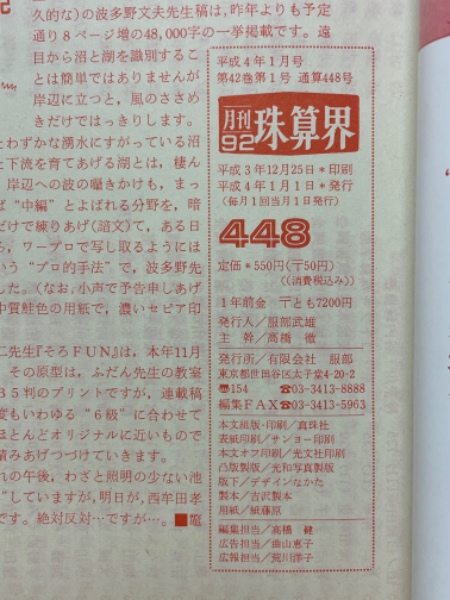 久的な)の波多野文夫先生稿は,昨年よりも予定
通り8ページ増の48,000字の一挙掲載です。遠
目から沼と湖を識別するこ
とは簡単ではありませんが
岸辺に立つと,風のささめ
きだけではっきりします。
とわずかな湧水にすがっている沼
と下流を育てあげる湖とは,棲ん
岸辺への波の囁きかけも,まっ
ば“中編”とよばれる分野を,暗
だけで練りあげ(諳文)て,ある日
ら,ワープロで写し取るようにほ
いう“プロ的手法”で,波多野先
した。(なお,小声で予告申しあげ
中質鮭色の用紙で,濃いセピア印
二先生『そろFUN』は,本年11月
その原型は,ふだん先生の教室
B5判のプリントですが,連載稿
度もいわゆる“6級”に合わせて
ほとんどオリジナルに近いもので
積みあげつづけていきます。
れの午後,わざと照明の少ない池
“していますが,明日が,西牟田孝
です。絶対反対…ですが…。■
平成4年1月号
第42巻第1号 通算448号
月刊
92
珠算界
平成3年12月25日*印刷
平成4年1月1日*発行
(毎月1回当月1日発行)
448
定価*550円(〒50円)
((消費税込み))
1年前金 〒とも7200円
発行人/服部武雄
主幹/高橋 徹
発行所/有限会社 服部
東京都世田谷区太子堂4-20-2
〠154 ☎03-3413-8888
編集FAX☎03-3413-5963
本文組版・印刷/真珠社
表紙印刷/サンヨー印刷
本文オフ印刷/光文社印刷
凸版製版/光和写真製版
版下/デザインなかた
製本/吉沢製本
用紙/紙藤原
編集担当/高橋 健
広告担当/曲山恵子
広報担当/荒川洋子